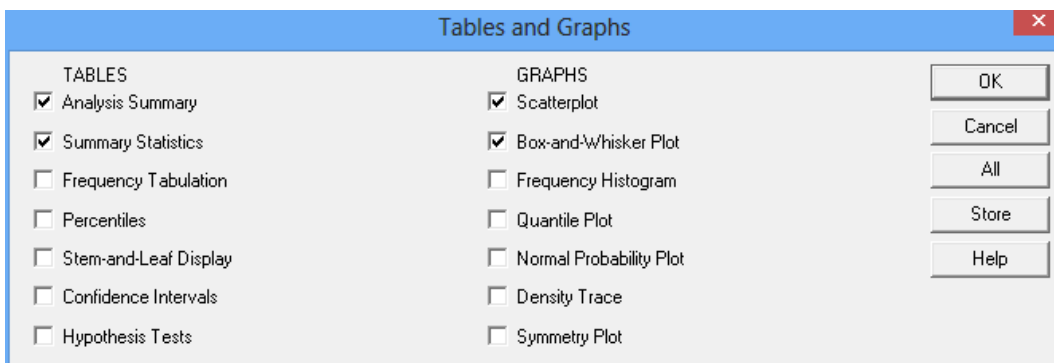 Tables and Graphs
TABLES
Analysis Summary
Summary Statistics
Frequency Tabulation
Percentiles
Stem-and-Leaf Display
Confidence Intervals
Hypothesis Tests
GRAPHS
Scatterplot
Box-and-Whisker Plot
Frequency Histogram
Quantile Plot
Normal Probability Plot
Density Trace
Symmetry Plot
OK
Cancel
All
Store
Help